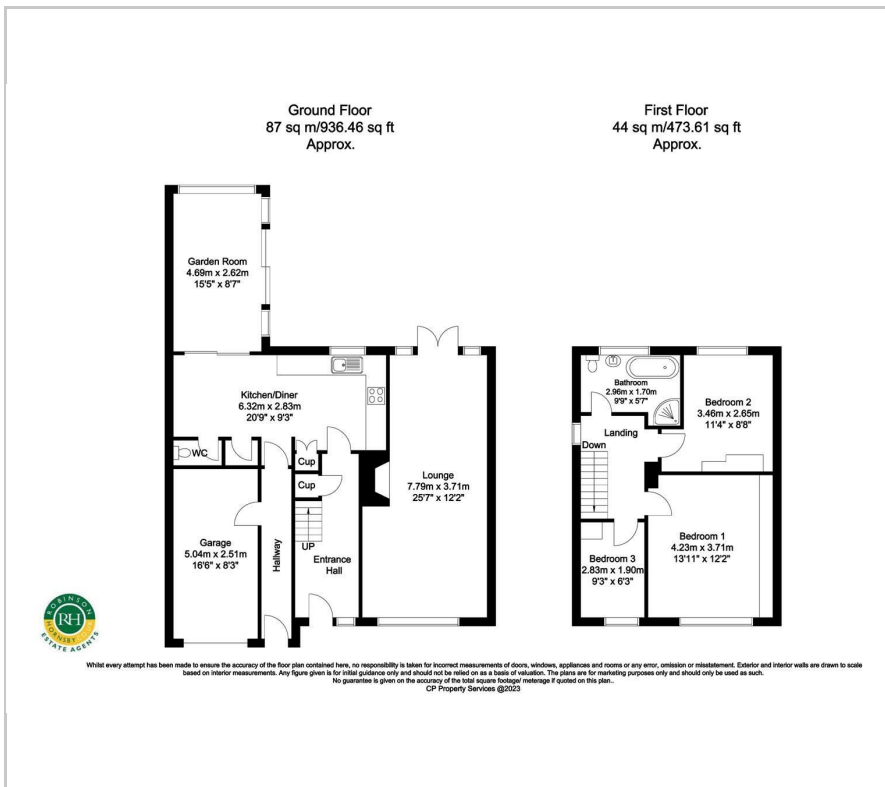 Ground Floor
87 sq m/936.46 sq ft
Approx.
First Floor
44 sq m/473.61 sq ft
Approx.
Garden Room
4.69m x 2.62m
15'5" x 8'7"
Kitchen/Diner
6.32m x 2.83m
20'9" x 9'3"
WC
Cup
Cup
Lounge
7.79m x 3.71m
25'7" x 12'2"
Garage
5.04m x 2.51m
16'6" x 8'3"
Hallway
UP
Entrance
Hall
Bathroom
2.96m x 1.70m
9'9" x 5'7"
Bedroom 2
3.46m x 2.65m
11'4" x 8'8"
Landing
Down
Bedroom 1
4.23m x 3.71m
13'11" x 12'2"
Bedroom 3
2.83m x 1.90m
9'3" x 6'3"
ROBINSON
HORNSBY
RH
ESTATE AGENTS
Whilst every attempt has been made to ensure the accuracy of the floor plan contained here, no responsibility is taken for incorrect measurements of doors, windows, appliances and rooms or any error, omission or misstatement. Exterior and interior walls are drawn to scale
based on interior measurements. Any figure given is for initial guidance only and should not be relied on as a basis of valuation. The plans are for marketing purposes only and should only be used as such.
No guarantee is given on the accuracy of the total square footage/ meterage if quoted on this plan..
CP Property Services @2023